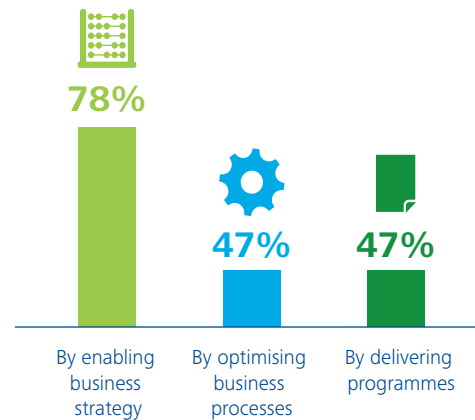 78%
47%
47%
By enabling
business
strategy
By optimising
business
processes
By delivering
programmes